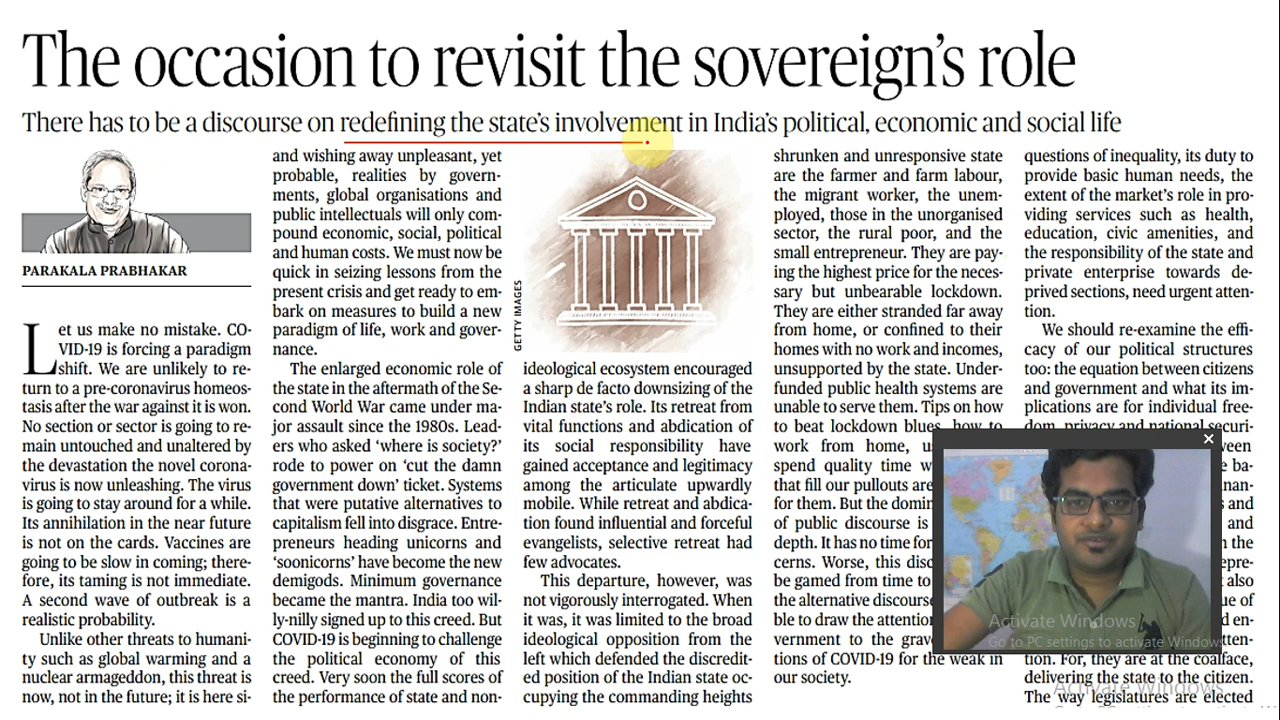 The occasion to revisit the sovereign's role
There has to be a discourse on redefining the state's involvement in India's political, economic and social life
PARAKALA PRABHAKAR
Let us make no mistake. CO-
VID-19 is forcing a paradigm
shift. We are unlikely to re-
turn to a pre-coronavirus homeos-
tasis after the war against it is won.
No section or sector is going to re-
main untouched and unaltered by
the devastation the novel corona-
virus is now unleashing. The virus
is going to stay around for a while.
Its annihilation in the near future
is not on the cards. Vaccines are
going to be slow in coming; there-
fore, its taming is not immediate.
A second wave of outbreak is a
realistic probability.
Unlike other threats to humani-
ty such as global warming and a
nuclear armageddon, this threat is
now, not in the future; it is here si-
and wishing away unpleasant, yet
probable, realities by govern-
ments, global organisations and
public intellectuals will only com-
pound economic, social, political
and human costs. We must now be
quick in seizing lessons from the
present crisis and get ready to em-
bark on measures to build a new
paradigm of life, work and gover-
nance.
The enlarged economic role of
the state in the aftermath of the Se-
cond World War came under ma-
jor assault since the 1980s. Lead-
ers who asked 'where is society?'
rode to power on 'cut the damn
government down' ticket. Systems
that were putative alternatives to
capitalism fell into disgrace. Entre-
preneurs heading unicorns and
'soonicorns' have become the new
demigods. Minimum governance
became the mantra. India too wil-
ly-nilly signed up to this creed. But
COVID-19 is beginning to challenge
the political economy of this
creed. Very soon the full scores of
the performance of state and non-
GETTY IMAGES
ideological ecosystem encouraged
a sharp de facto downsizing of the
Indian state's role. Its retreat from
vital functions and abdication of
its social responsibility have
gained acceptance and legitimacy
among the articulate upwardly
mobile. While retreat and abdica-
tion found influential and forceful
evangelists, selective retreat had
few advocates.
This departure, however, was
not vigorously interrogated. When
it was, it was limited to the broad
ideological opposition from the
left which defended the discredit-
ed position of the Indian state oc-
cupying the commanding heights
shrunken and unresponsive state
are the farmer and farm labour,
the migrant worker, the unem-
ployed, those in the unorganised
sector, the rural poor, and the
small entrepreneur. They are pay-
ing the highest price for the neces-
sary but unbearable lockdown.
They are either stranded far away
from home, or confined to their
homes with no work and incomes,
unsupported by the state. Under-
funded public health systems are
unable to serve them. Tips on how
to beat lockdown blues, how to
work from home,
spend quality time
that fill our pullouts are
for them. But the
of public discourse is
depth. It has no time for
cerns. Worse, this
be gamed from time to
the alternative
ble to draw the
vernment to the
tions of COVID-19 for the weak in
our society.
questions of inequality, its duty to
provide basic human needs, the
extent of the market's role in pro-
viding services such as health,
education, civic amenities, and
the responsibility of the state and
private enterprise towards de-
prived sections, need urgent atten-
tion.
We should re-examine the effi-
cacy of our political structures
too: the equation between citizens
and government and what its im-
plications are for individual free-
dom, privacy and national securi-
and
and
the
also
of
en-
tion. For, they are at the coalface,
delivering the state to the citizen.
The way legislatures are elected
Activate Windows
Go to PC settings to activate Windows
Activate Windows